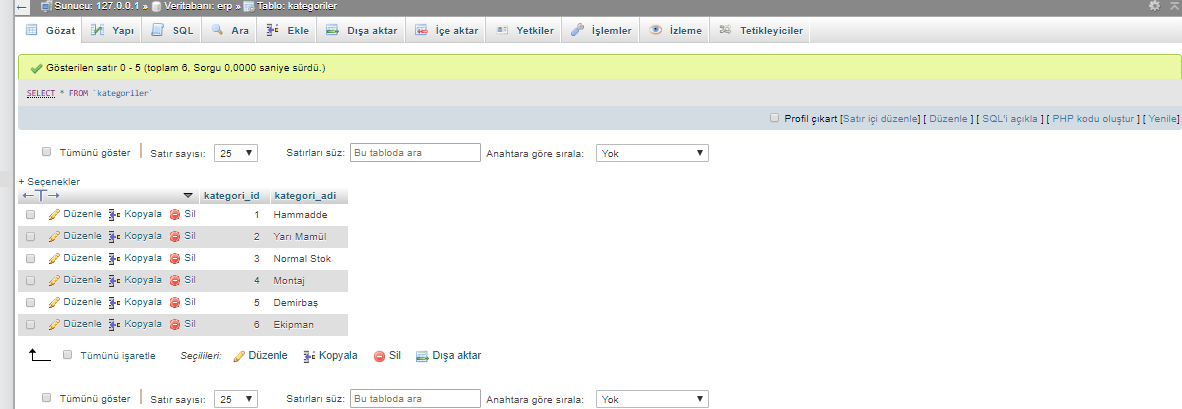 Sunucu: 127.0.0.1 » Veritabanı: erp » Tablo: kategoriler
Gözat Yapı SQL Ara Ekle Dışa aktar İçe aktar Yetkiler İşlemler İzleme Tetikleyiciler
Gösterilen satır 0 - 5 (toplam 6, Sorgu 0,0000 saniye sürdü.)
SELECT * FROM `kategoriler`
Profil çıkart [Satır içi düzenle] [ Düzenle ] [ SQL'i açıkla ] [ PHP kodu oluştur ] [ Yenile]
Tümünü göster Satır sayısı: 25 Satırları süz: Bu tabloda ara Anahtara göre sırala: Yok
+ Seçenekler
←T→ kategori_id kategori_adi
Düzenle Kopyala Sil 1 Hammadde
Düzenle Kopyala Sil 2 Yarı Mamül
Düzenle Kopyala Sil 3 Normal Stok
Düzenle Kopyala Sil 4 Montaj
Düzenle Kopyala Sil 5 Demirbaş
Düzenle Kopyala Sil 6 Ekipman
Tümünü işaretle Seçilileri: Düzenle Kopyala Sil Dışa aktar
Tümünü göster Satır sayısı: 25 Satırları süz: Bu tabloda ara Anahtara göre sırala: Yok